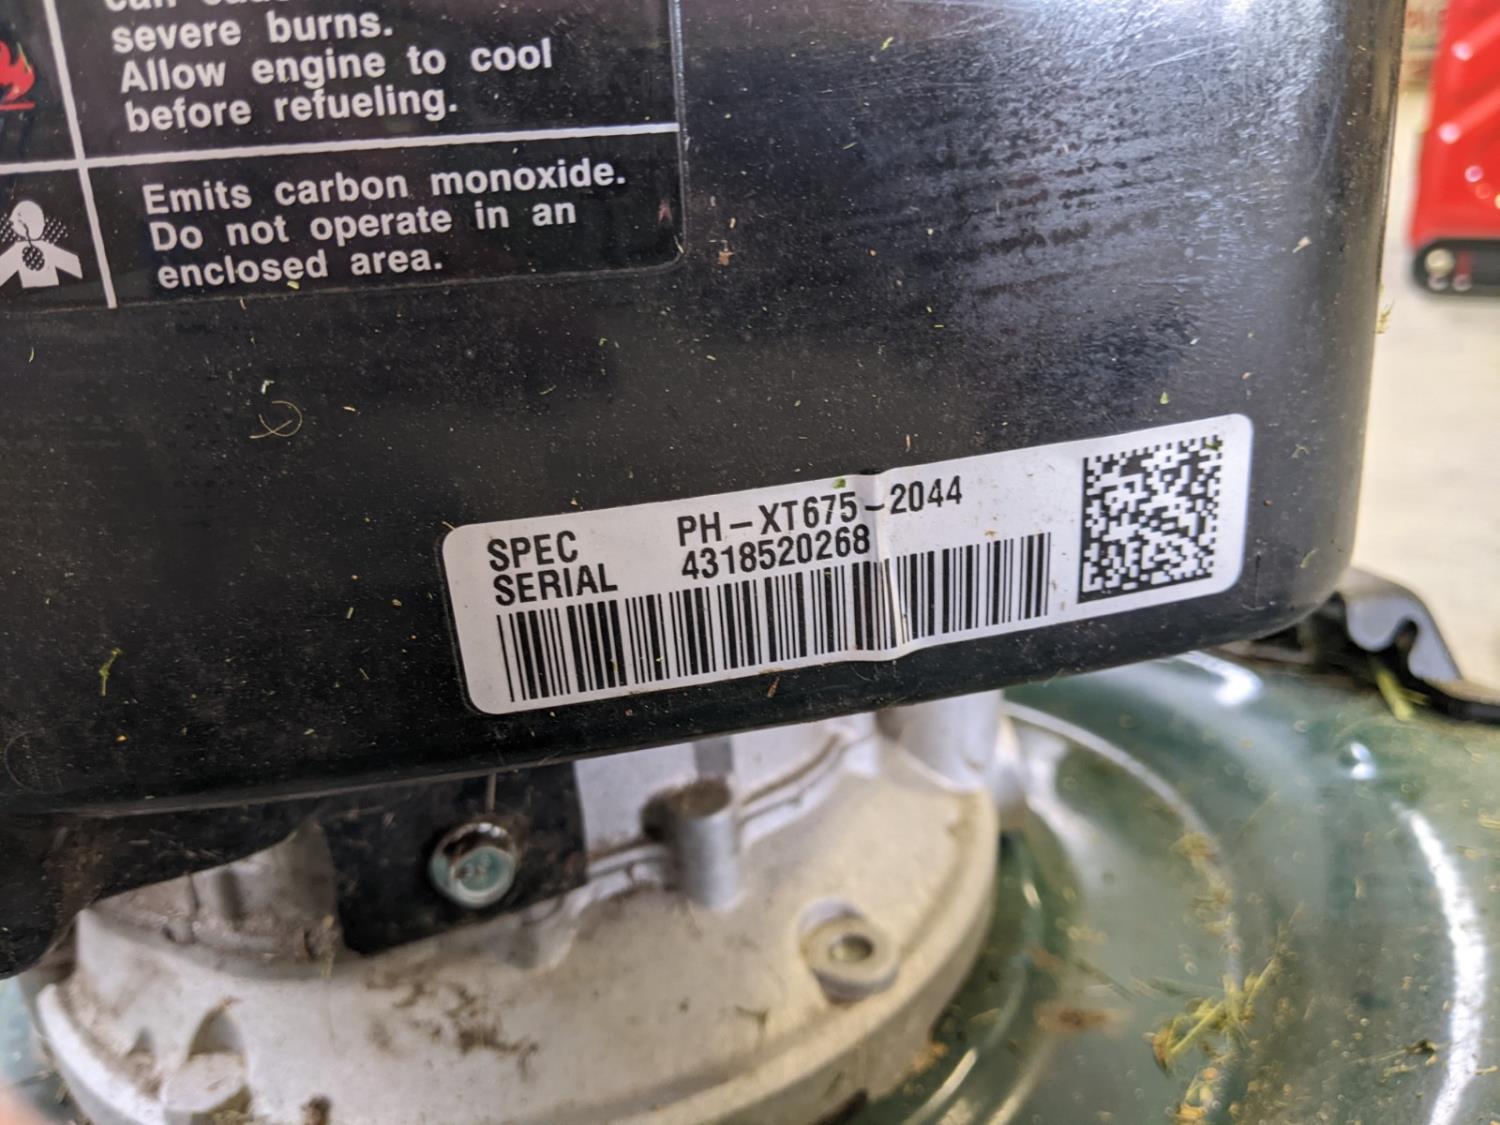 severe burns.
Allow engine to cool
before refueling.
Emits carbon monoxide.
Do not operate in an
enclosed area.
SPEC PH-XT675-2044
SERIAL 4318520268